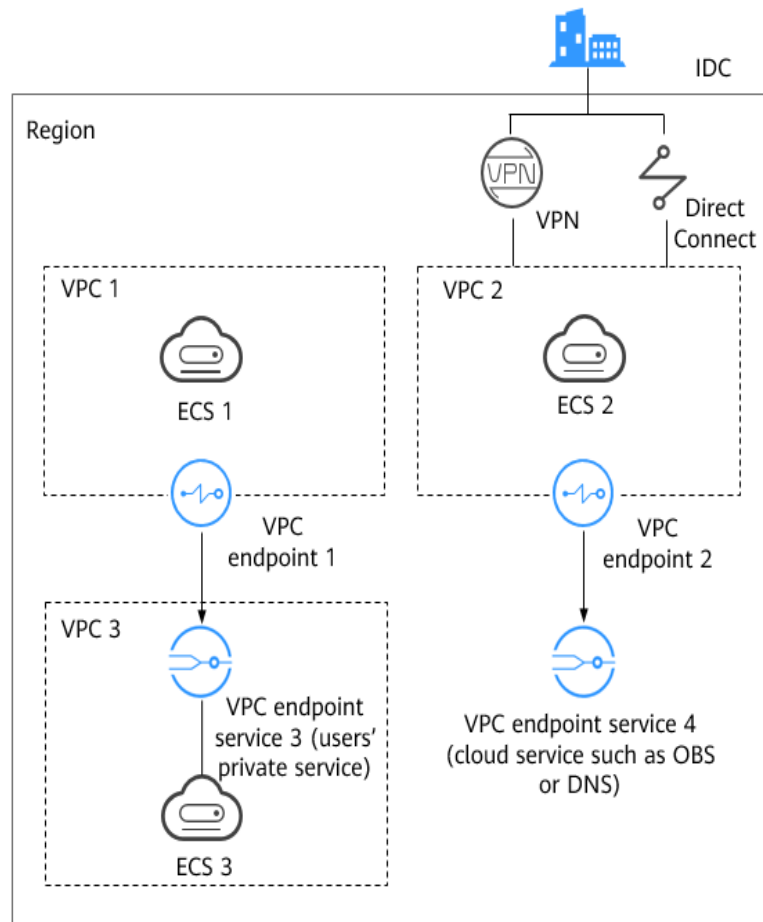 IDC
Region
VPN
VPN
Direct
Connect
VPC 1
VPC 2
ECS 1
ECS 2
VPC
endpoint 1
VPC
endpoint 2
VPC 3
VPC endpoint
service 3 (users’
private service)
VPC endpoint service 4
(cloud service such as OBS
or DNS)
ECS 3